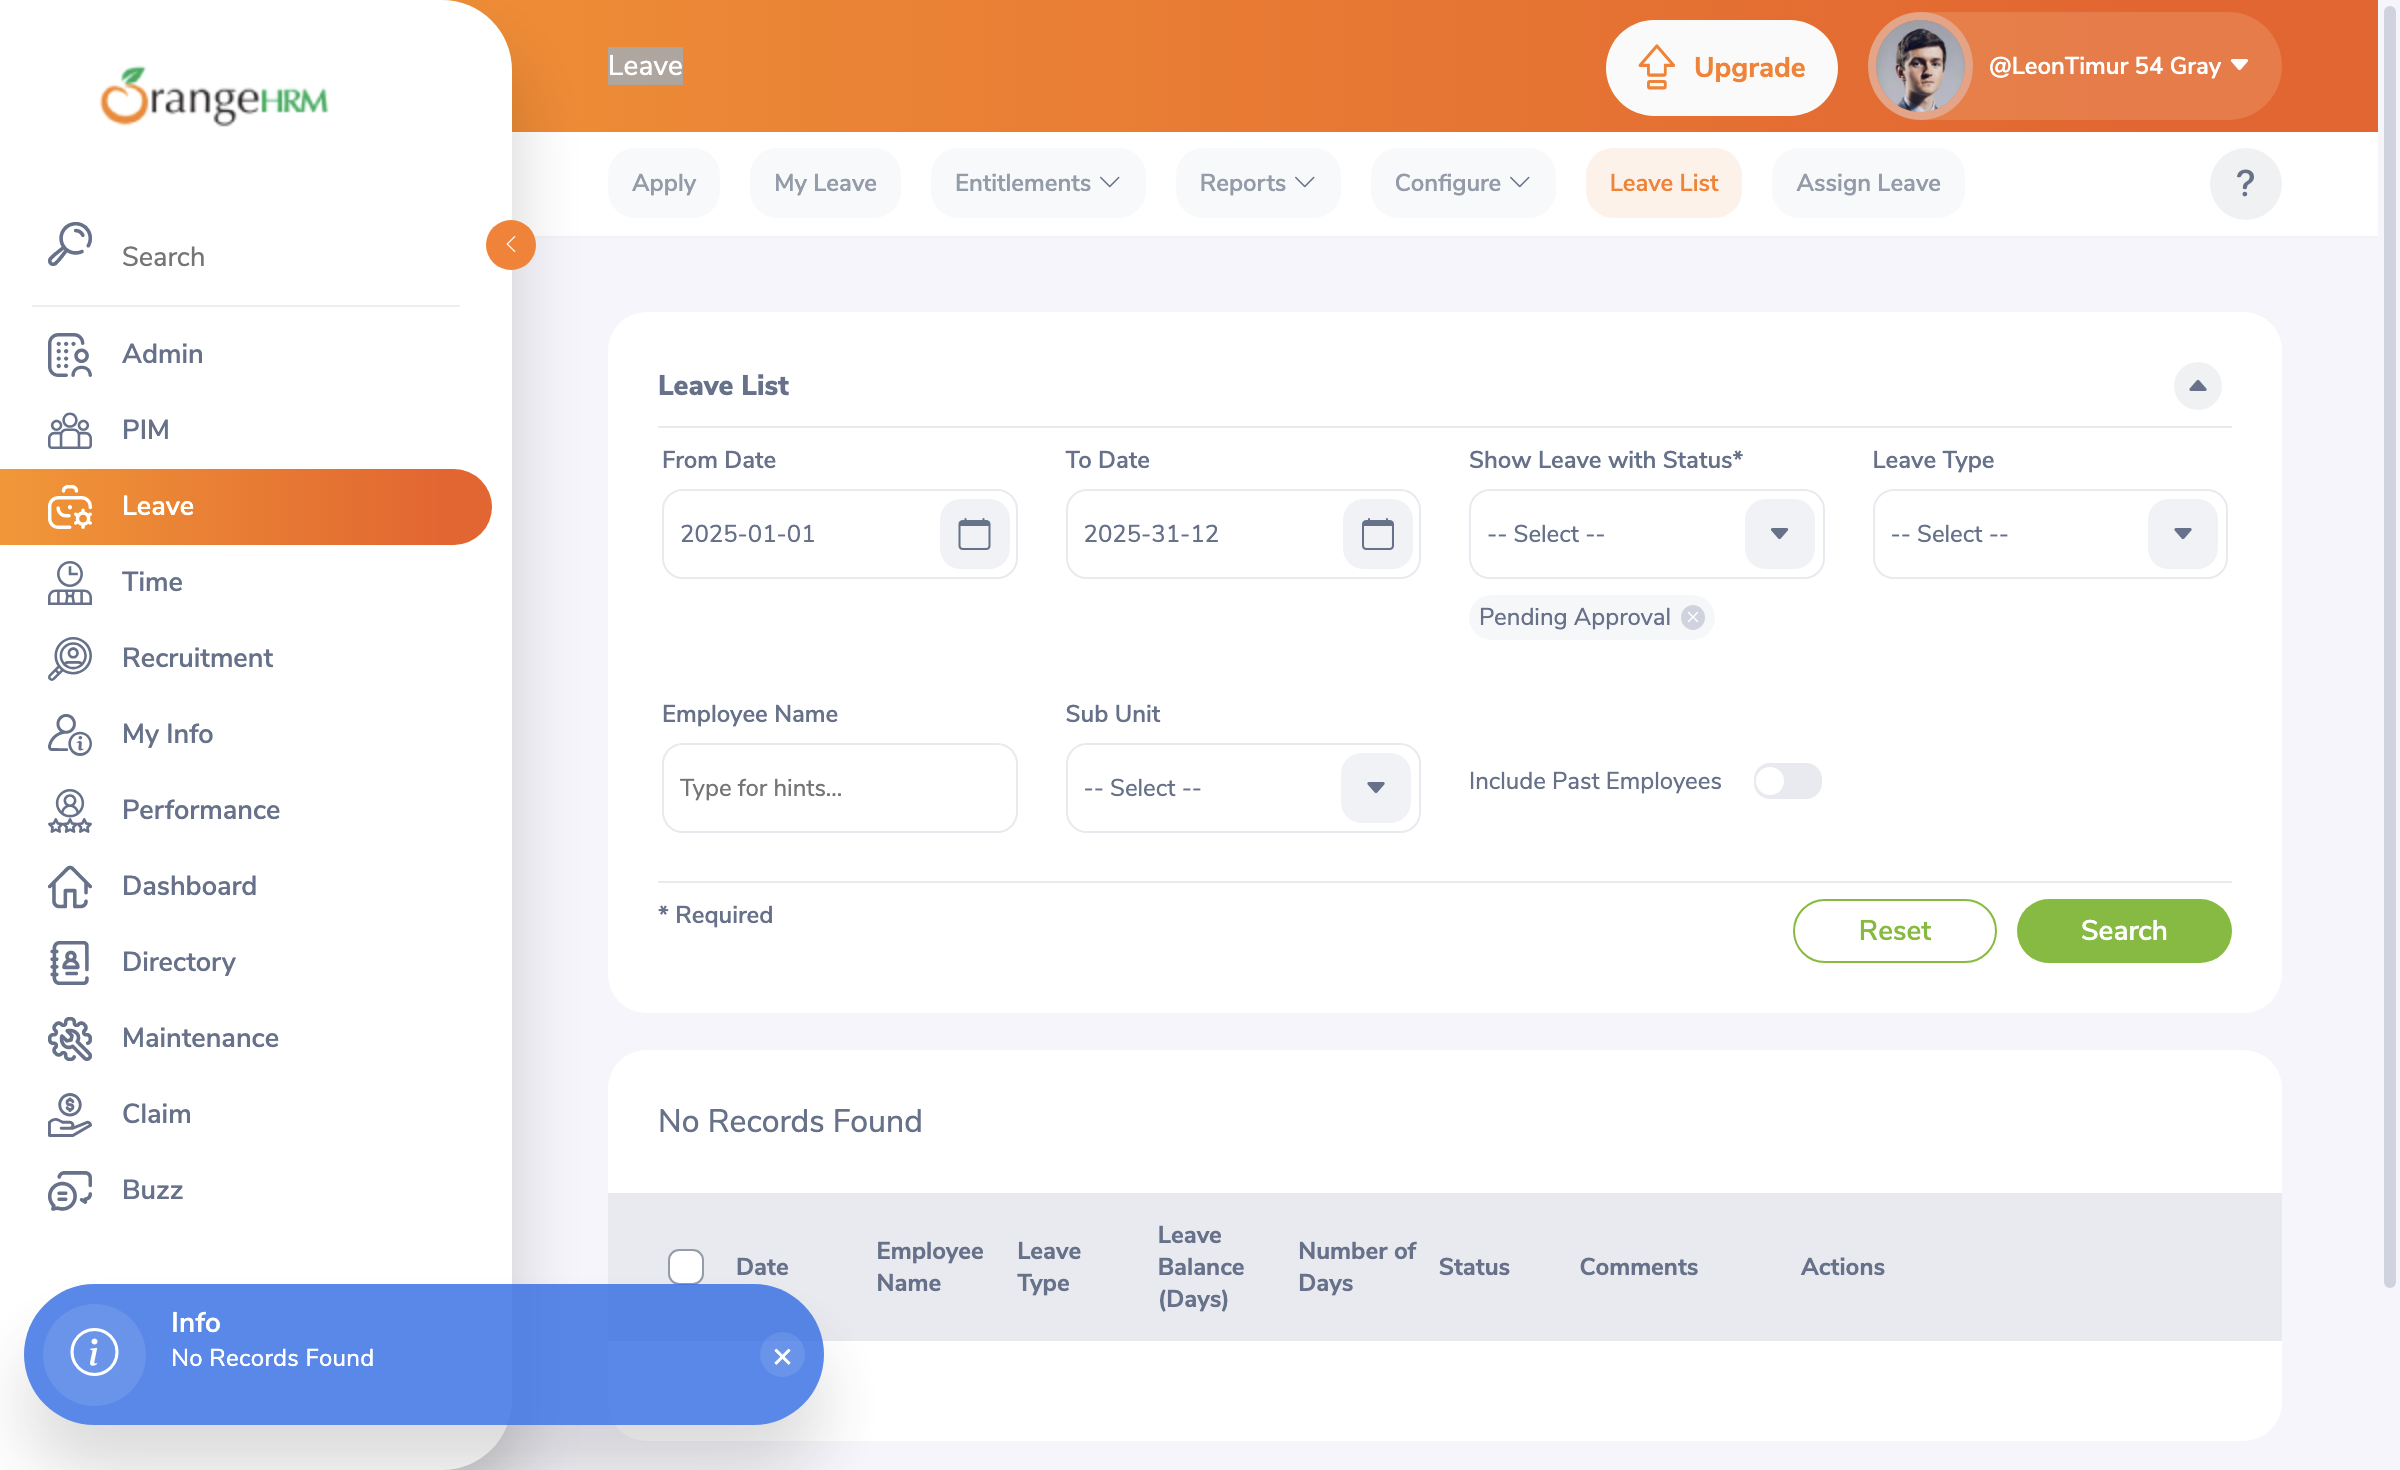 OrangeHRM
Leave
Upgrade
@LeonTimur 54 Gray
Apply
My Leave
Entitlements
Reports
Configure
Leave List
Assign Leave
?
Search
Admin
PIM
Leave
Time
Recruitment
My Info
Performance
Dashboard
Directory
Maintenance
Claim
Buzz
Leave List
From Date
To Date
Show Leave with Status*
Leave Type
2025-01-01
2025-31-12
-- Select --
-- Select --
Pending Approval
Employee Name
Sub Unit
Type for hints...
-- Select --
Include Past Employees
* Required
Reset
Search
No Records Found
Date
Employee
Name
Leave
Type
Leave
Balance
(Days)
Number of
Days
Status
Comments
Actions
Info
No Records Found